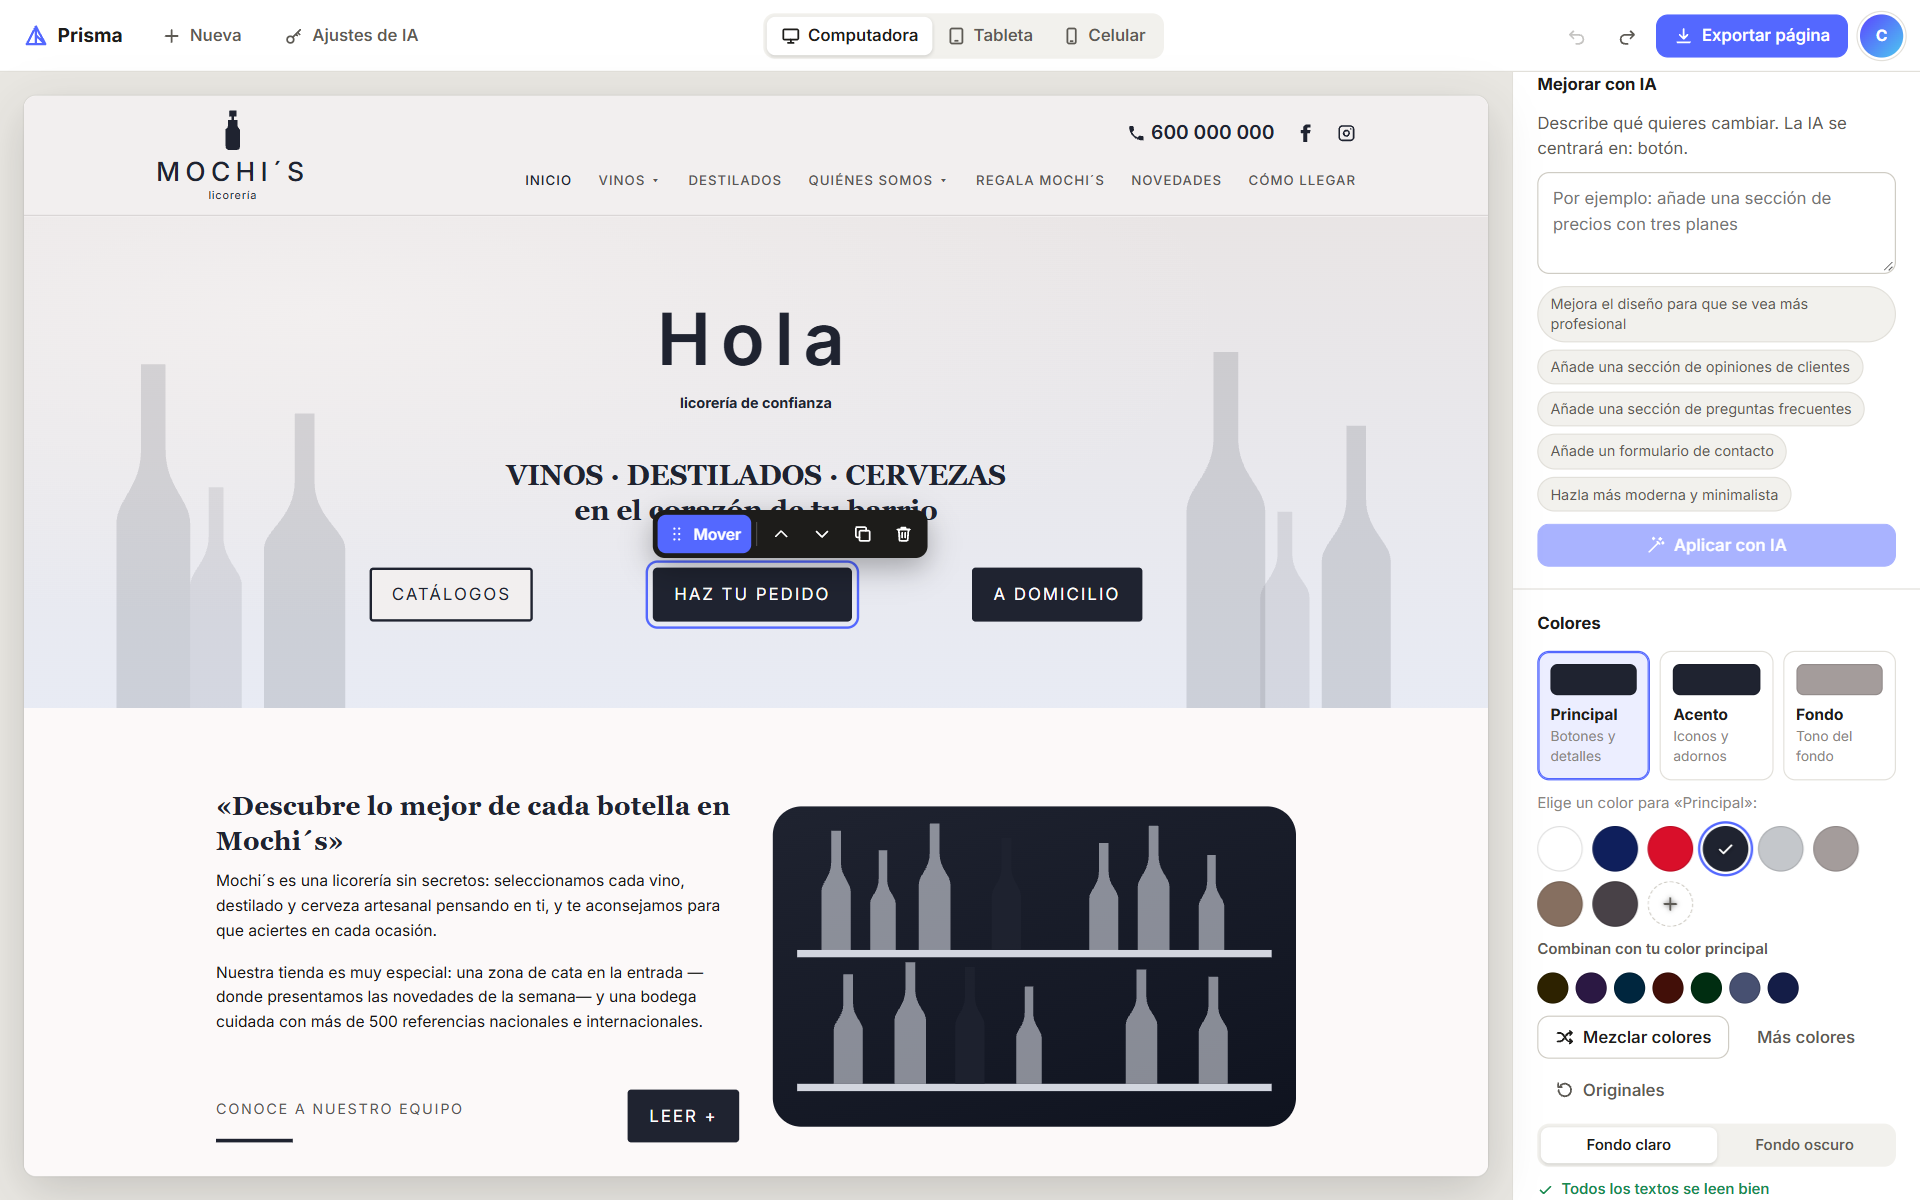 Prisma
Nueva
Ajustes de IA
Computadora
Tableta
Celular
Exportar página
C
MOCHI´S
licorería
600 000 000
INICIO
VINOS
DESTILADOS
QUIÉNES SOMOS
REGALA MOCHI´S
NOVEDADES
CÓMO LLEGAR
Hola
licorería de confianza
VINOS · DESTILADOS · CERVEZAS
en el corazón de tu barrio
Mover
CATÁLOGOS
HAZ TU PEDIDO
A DOMICILIO
«Descubre lo mejor de cada botella en
Mochi´s»
Mochi´s es una licorería sin secretos: seleccionamos cada vino,
destilado y cerveza artesanal pensando en ti, y te aconsejamos para
que aciertes en cada ocasión.
Nuestra tienda es muy especial: una zona de cata en la entrada —
donde presentamos las novedades de la semana— y una bodega
cuidada con más de 500 referencias nacionales e internacionales.
CONOCE A NUESTRO EQUIPO
LEER +
Mejorar con IA
Describe qué quieres cambiar. La IA se
centrará en: botón.
Por ejemplo: añade una sección de
precios con tres planes
Mejora el diseño para que se vea más
profesional
Añade una sección de opiniones de clientes
Añade una sección de preguntas frecuentes
Añade un formulario de contacto
Hazla más moderna y minimalista
Aplicar con IA
Colores
Principal
Botones y
detalles
Acento
Iconos y
adornos
Fondo
Tono del
fondo
Elige un color para «Principal»:
Combinan con tu color principal
Mezclar colores
Más colores
Originales
Fondo claro
Fondo oscuro
Todos los textos se leen bien